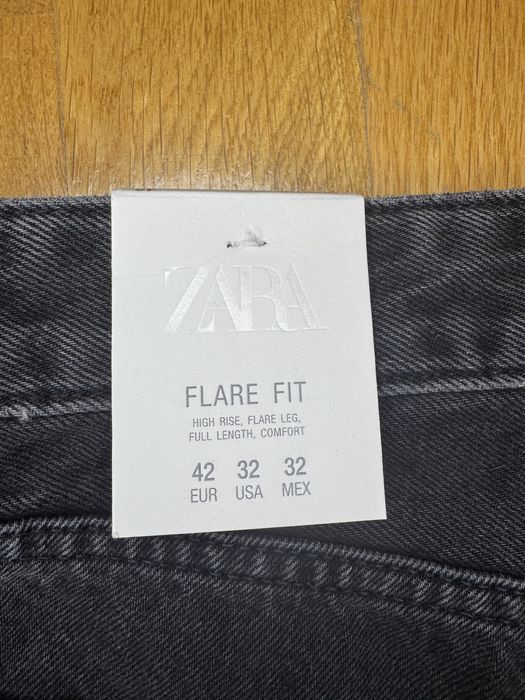 ZARA
FLARE FIT
HIGH RISE, FLARE LEG,
FULL LENGTH, COMFORT
42 32 32
EUR USA MEX